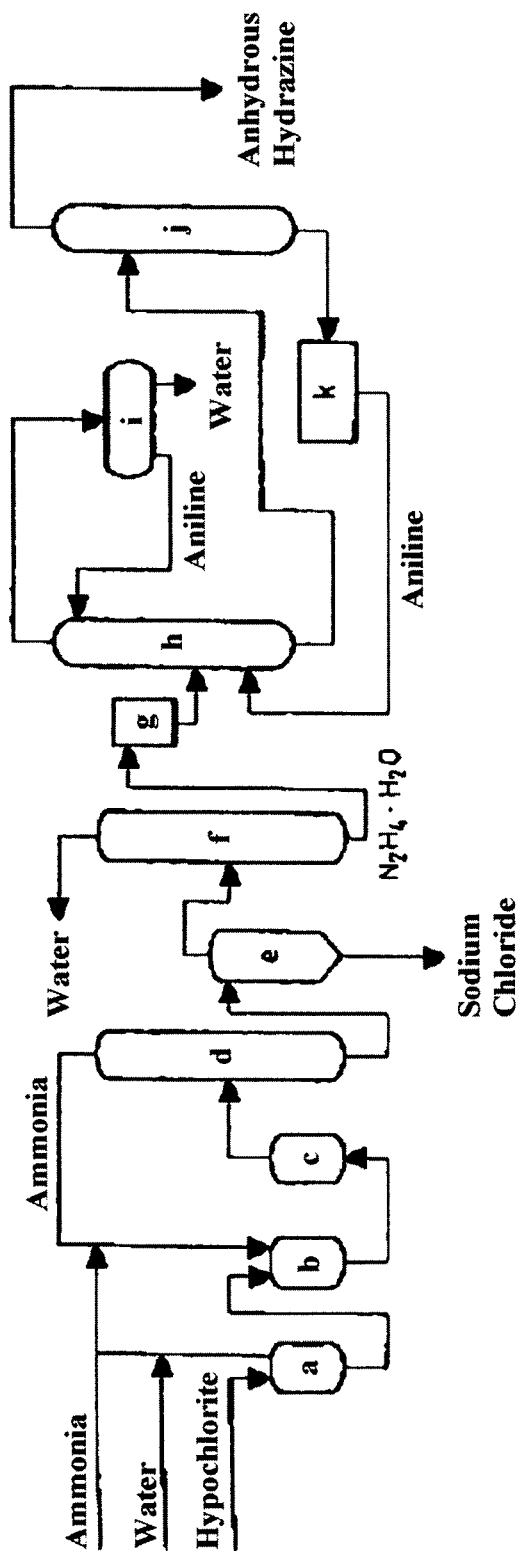 Ammonia
Water
Hypochlorite
a
b
c
Ammonia
d
e
Sodium
Chloride
Water
f
N₂H₄ · H₂O
g
h
Aniline
i
Water
Aniline
k
j
Anhydrous
Hydrazine